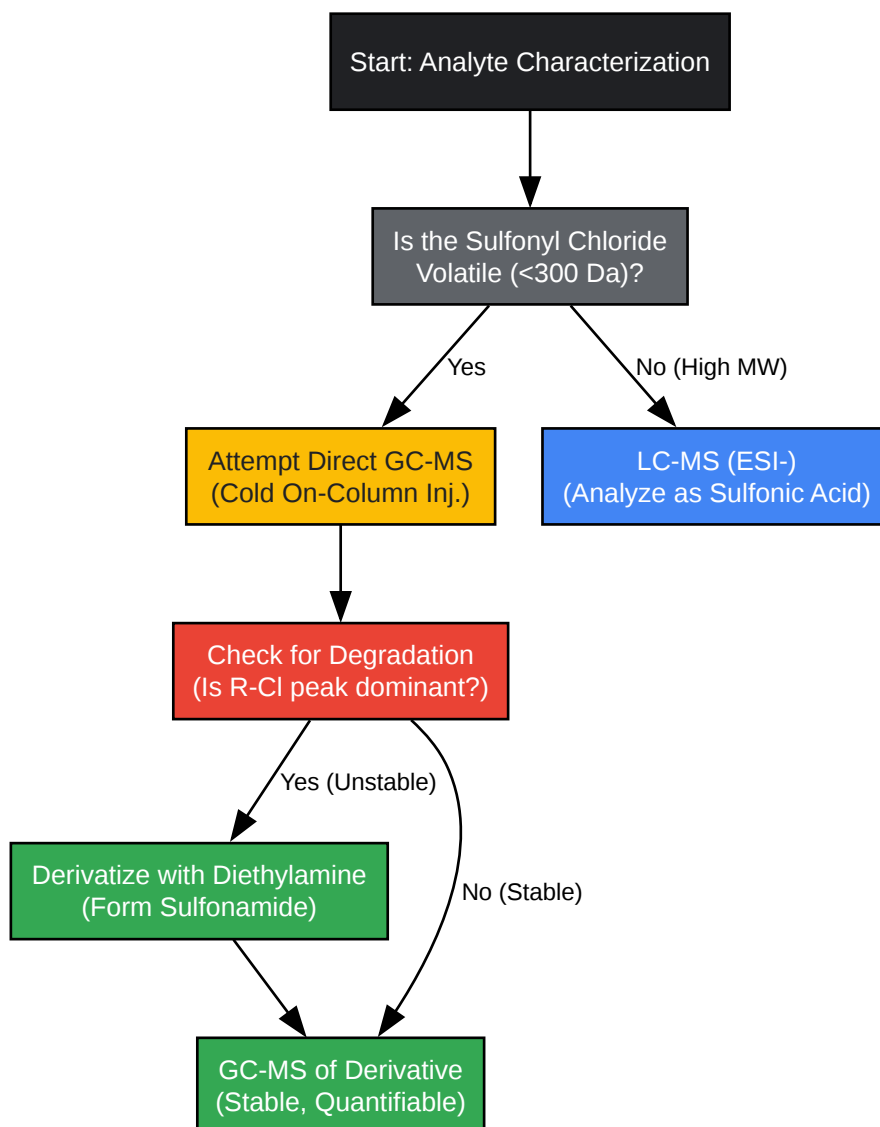 Start: Analyte Characterization
Is the Sulfonyl Chloride
Volatile (<300 Da)?
Yes
No (High MW)
Attempt Direct GC-MS
(Cold On-Column Inj.)
LC-MS (ESI-)
(Analyze as Sulfonic Acid)
Check for Degradation
(Is R-Cl peak dominant?)
Yes (Unstable)
Derivatize with Diethylamine
(Form Sulfonamide)
No (Stable)
GC-MS of Derivative
(Stable, Quantifiable)